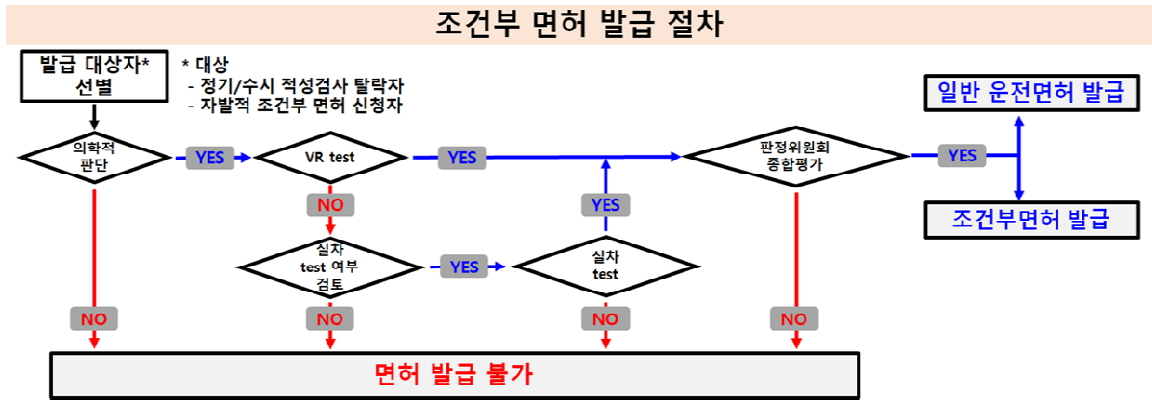 조건부 면허 발급 절차
발급 대상자*
선별
* 대상
- 정기/수시 적성검사 탈락자
- 자발적 조건부 면허 신청자
일반 운전면허 발급
의학적
판단
YES
VR test
YES
판정위원회
종합평가
YES
NO
YES
조건부면허 발급
실차
test 여부
검토
YES
실차
test
NO
NO
NO
NO
면허 발급 불가